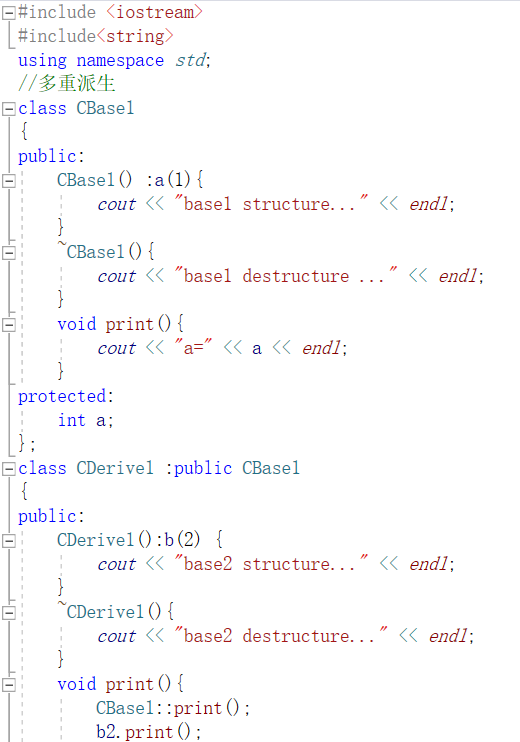 #include <iostream>
#include<string>
using namespace std;
//多重派生
class CBase1
{
public:
CBase1() :a(1){
cout << "base1 structure..." << endl;
}
~CBase1(){
cout << "base1 destructure ..." << endl;
}
void print(){
cout << "a=" << a << endl;
}
protected:
int a;
};
class CDerive1 :public CBase1
{
public:
CDerive1():b(2) {
cout << "base2 structure..." << endl;
}
~CDerive1(){
cout << "base2 destructure..." << endl;
}
void print(){
CBase1::print();
b2.print();